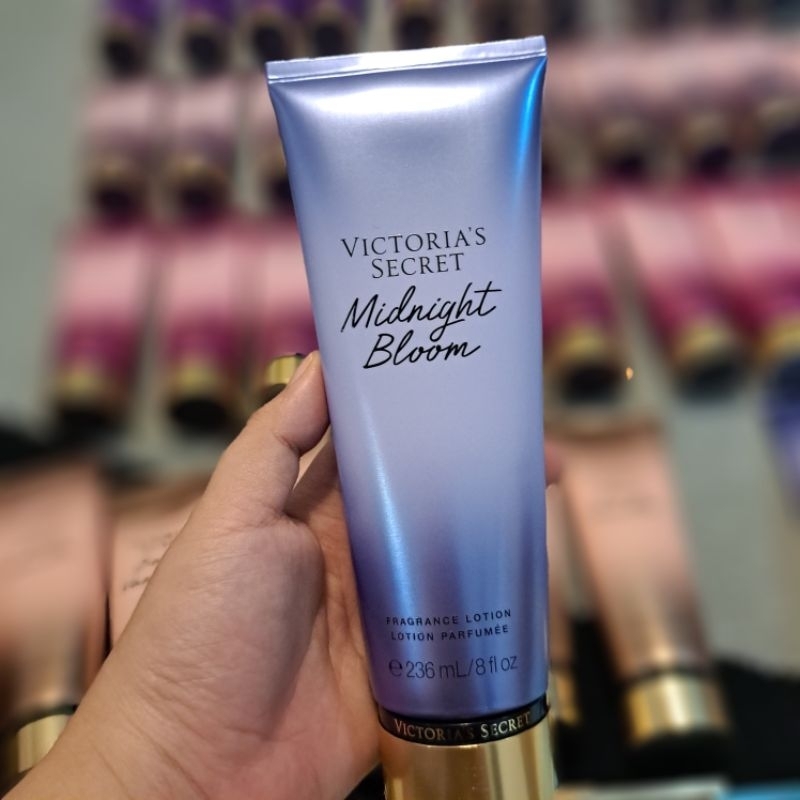 VICTORIA'S
SECRET
Midnight
Bloom
FRAGRANCE LOTION
LOTION PARFUMÉE
℮ 236 mL/8 fl oz
VICTORIA'S SECRET